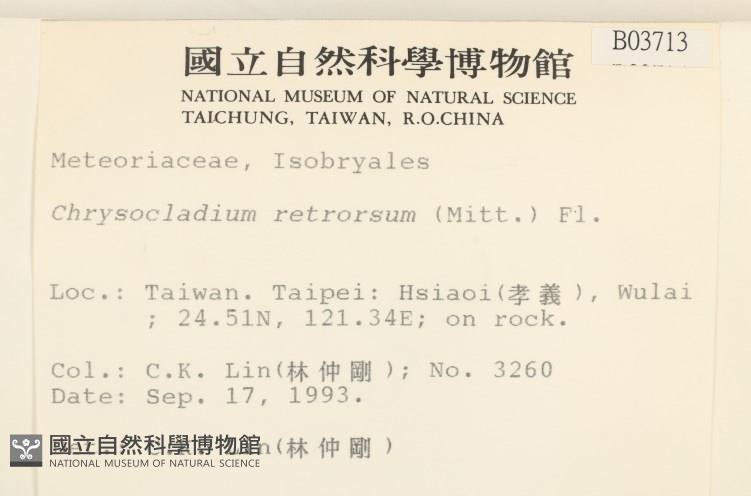 B03713
國立自然科學博物館
NATIONAL MUSEUM OF NATURAL SCIENCE
TAICHUNG, TAIWAN, R.O.CHINA
Meteoriaceae, Isobryales
Chrysocladium retrorsum (Mitt.) Fl.
Loc.: Taiwan. Taipei: Hsiaoi(孝義), Wulai
; 24.51N, 121.34E; on rock.
Col.: C.K. Lin(林仲剛); No. 3260
Date: Sep. 17, 1993.
(林仲剛)
國立自然科學博物館
NATIONAL MUSEUM OF NATURAL SCIENCE